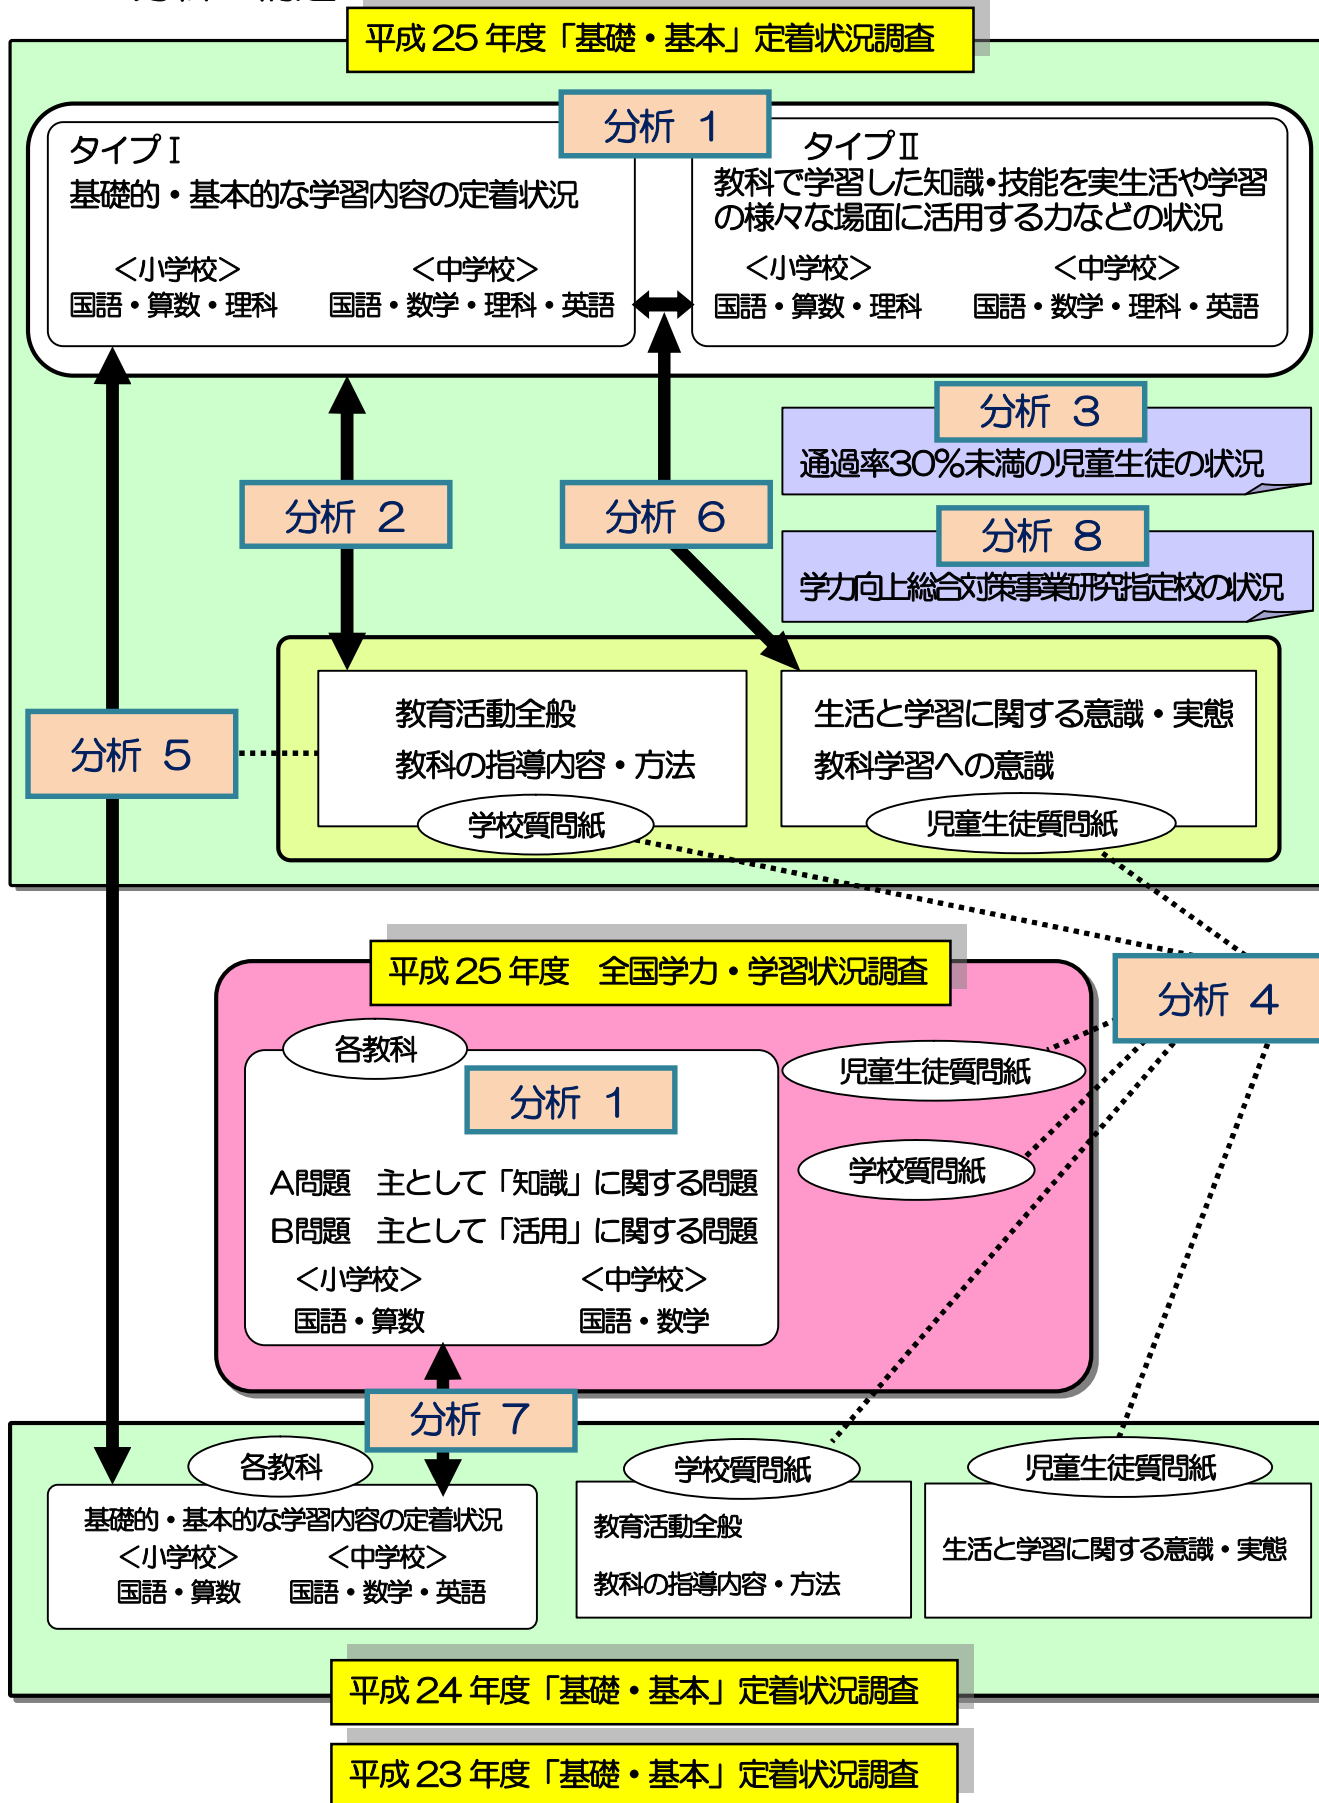 平成 25 年度「基礎・基本」定着状況調査
分析 1
タイプⅠ
基礎的・基本的な学習内容の定着状況
＜小学校＞ ＜中学校＞
国語・算数・理科 国語・数学・理科・英語
タイプⅡ
教科で学習した知識・技能を実生活や学習
の様々な場面に活用する力などの状況
＜小学校＞ ＜中学校＞
国語・算数・理科 国語・数学・理科・英語
分析 3
通過率30％未満の児童生徒の状況
分析 2
分析 6
分析 8
学力向上総合対策事業研究指定校の状況
分析 5
教育活動全般
教科の指導内容・方法
学校質問紙
生活と学習に関する意識・実態
教科学習への意識
児童生徒質問紙
平成 25 年度 全国学力・学習状況調査
分析 4
各教科
分析 1
A問題 主として「知識」に関する問題
B問題 主として「活用」に関する問題
＜小学校＞ ＜中学校＞
国語・算数 国語・数学
児童生徒質問紙
学校質問紙
分析 7
各教科
基礎的・基本的な学習内容の定着状況
＜小学校＞ ＜中学校＞
国語・算数 国語・数学・英語
学校質問紙
教育活動全般
教科の指導内容・方法
児童生徒質問紙
生活と学習に関する意識・実態
平成 24 年度「基礎・基本」定着状況調査
平成 23 年度「基礎・基本」定着状況調査